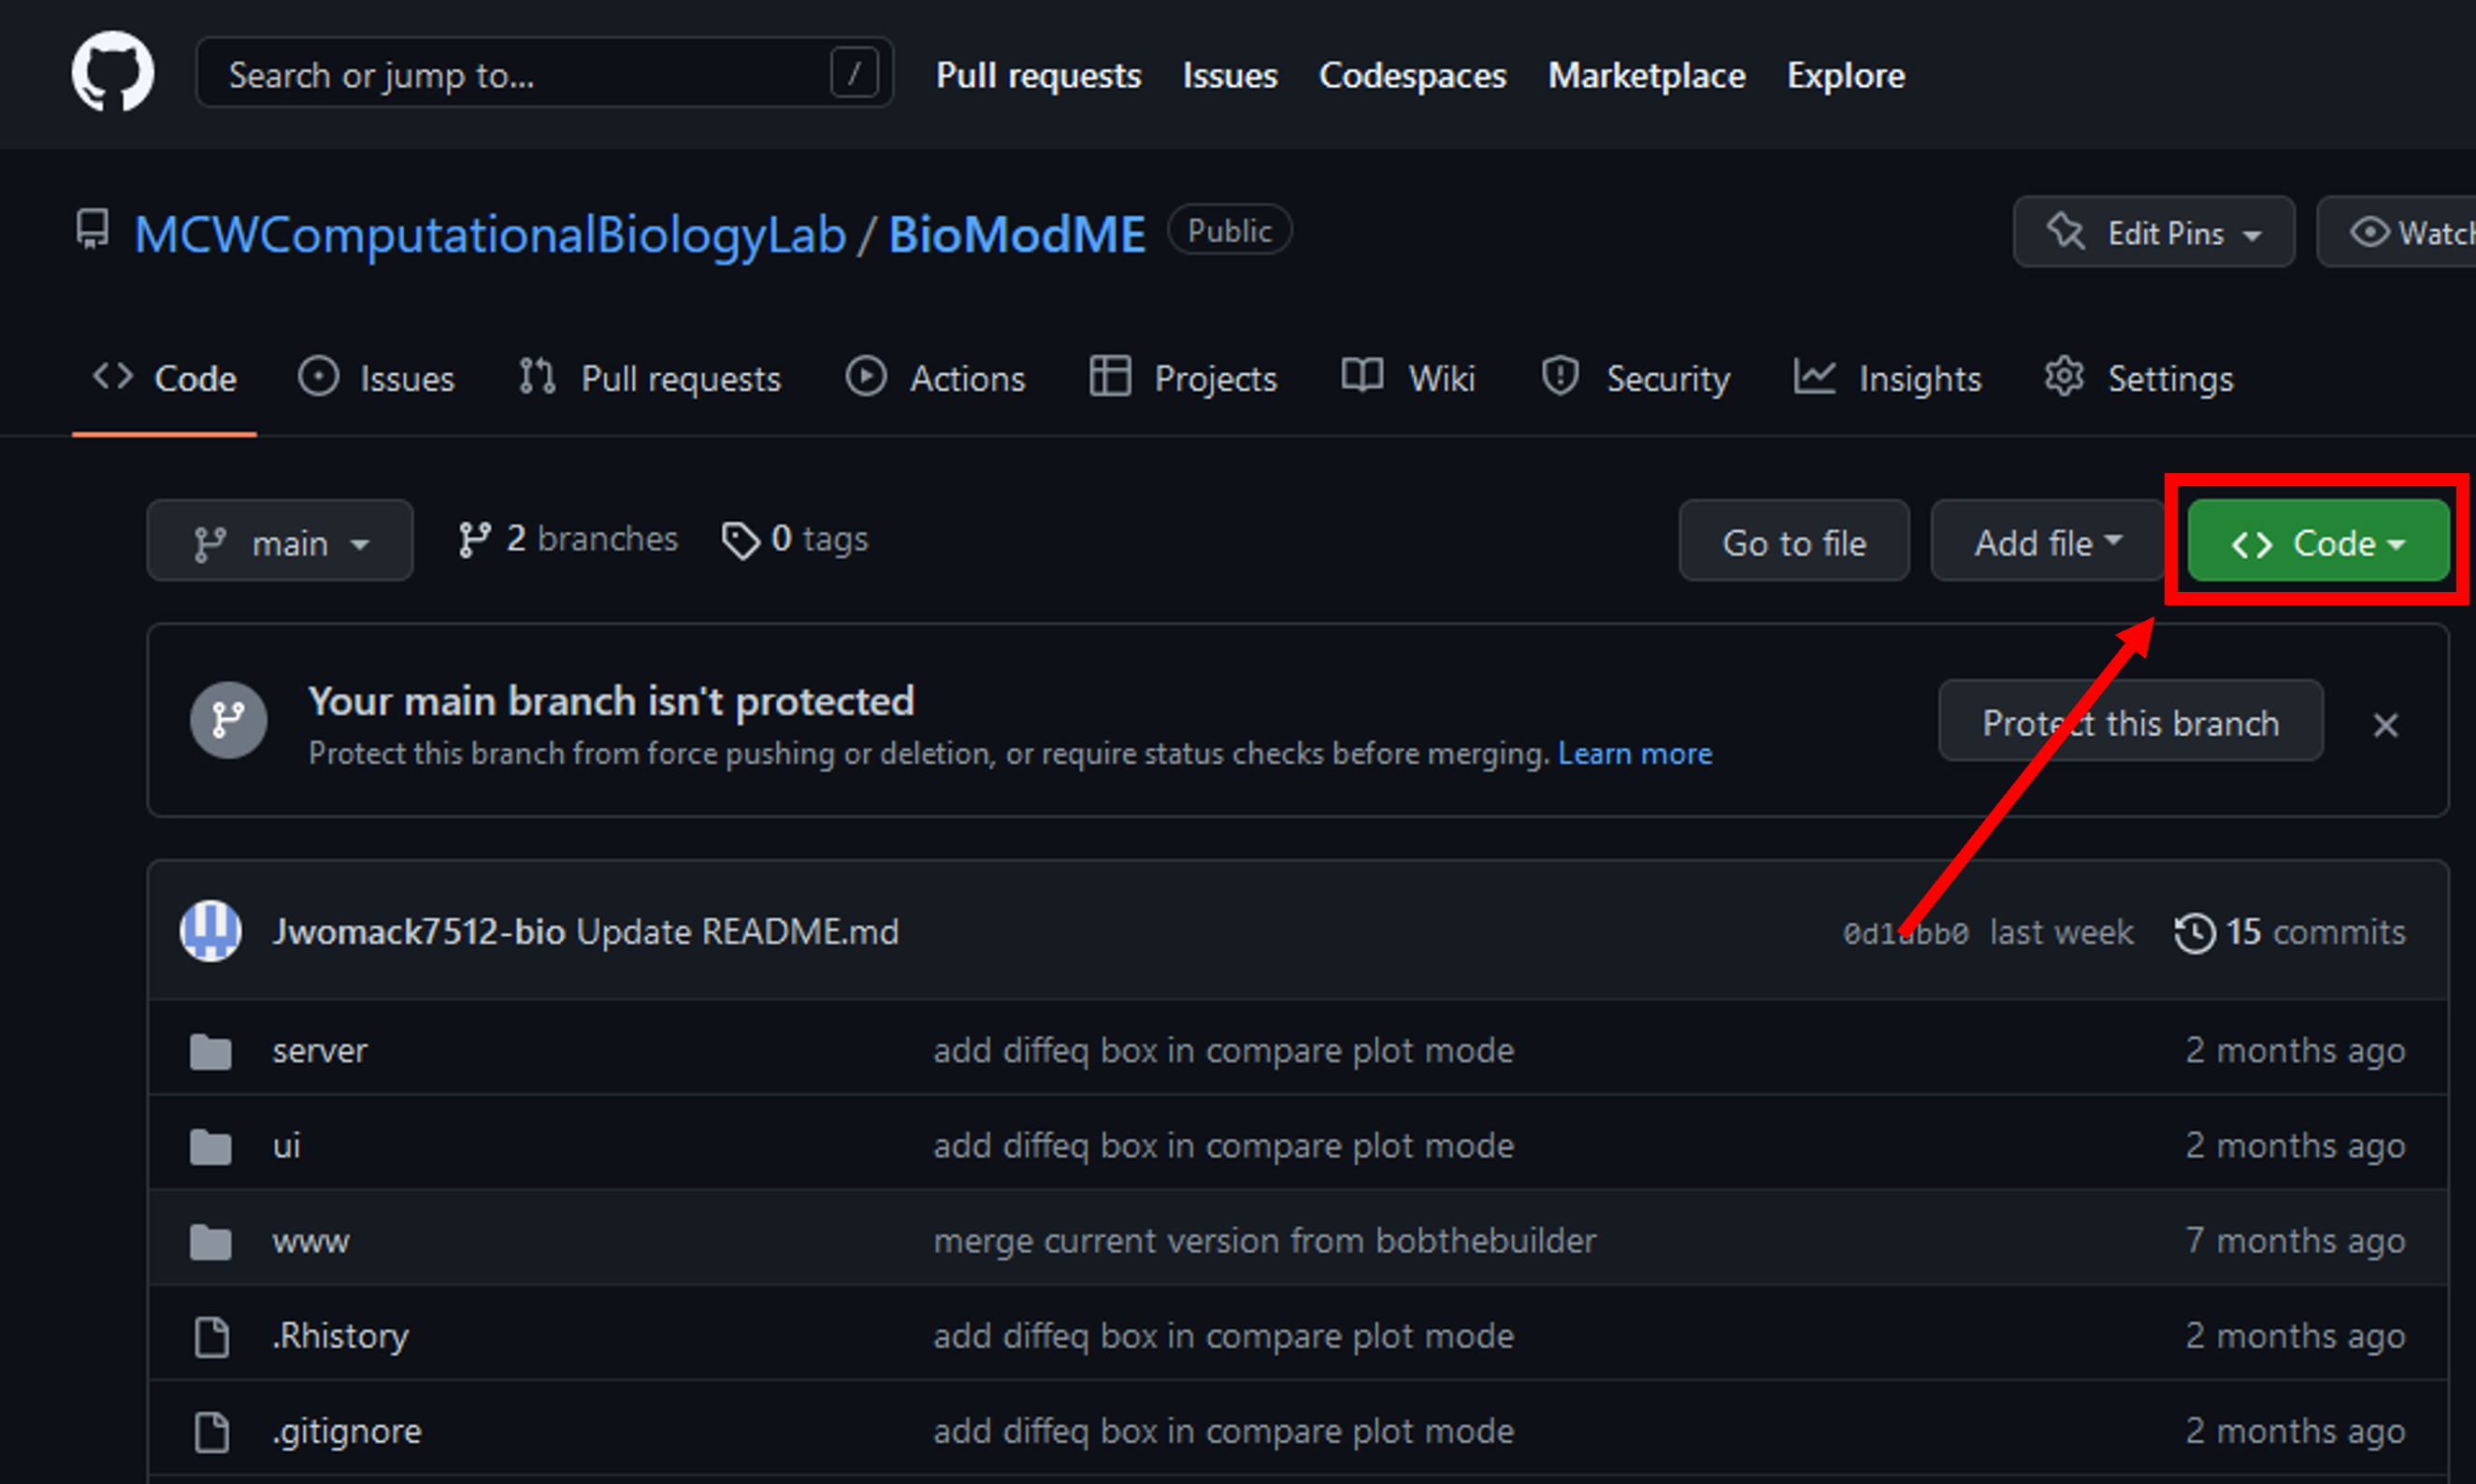 Search or jump to... / Pull requests Issues Codespaces Marketplace Explore
MCWComputationalBiologyLab / BioModME Public Edit Pins Watch
Code Issues Pull requests Actions Projects Wiki Security Insights Settings
main 2 branches 0 tags Go to file Add file Code
Your main branch isn't protected
Protect this branch from force pushing or deletion, or require status checks before merging. Learn more
Protect this branch
Jwomack7512-bio Update README.md 0d1abb0 last week 15 commits
server add diffeq box in compare plot mode 2 months ago
ui add diffeq box in compare plot mode 2 months ago
www merge current version from bobthebuilder 7 months ago
.Rhistory add diffeq box in compare plot mode 2 months ago
.gitignore add diffeq box in compare plot mode 2 months ago